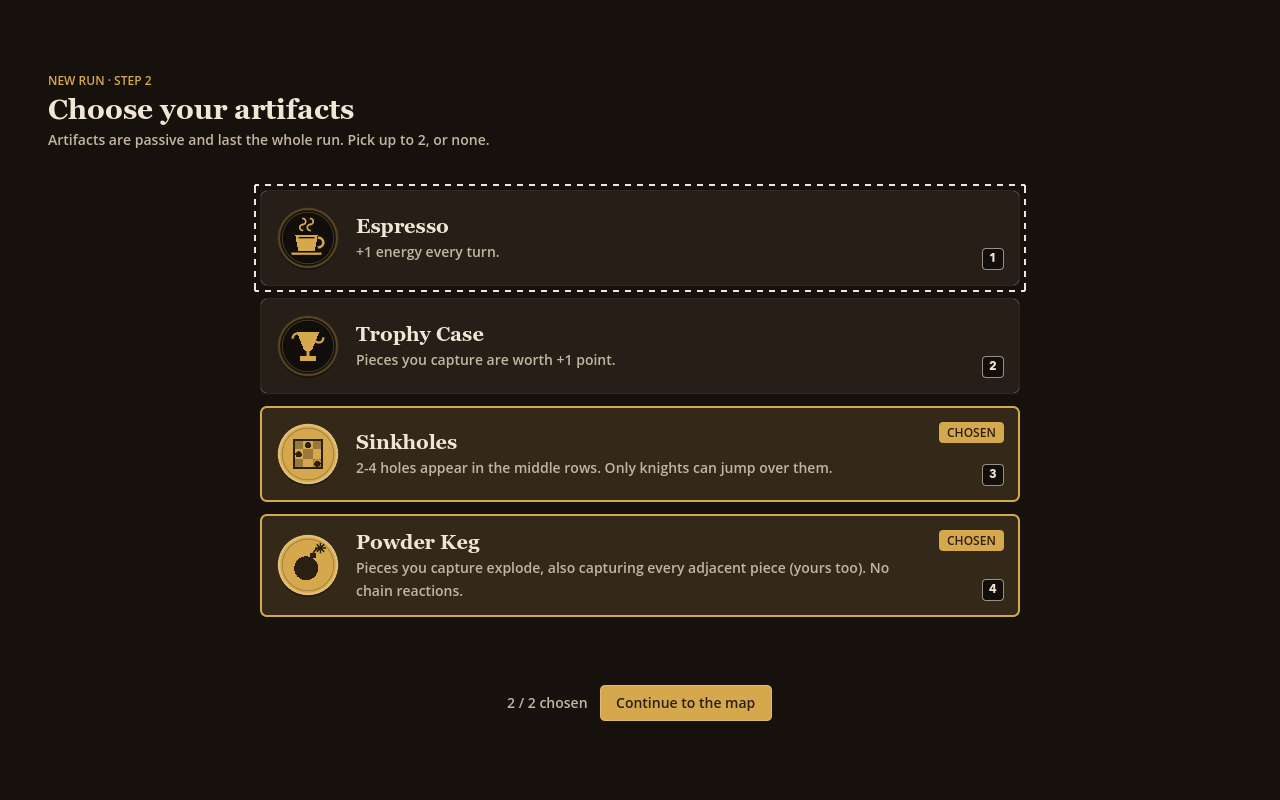 NEW RUN · STEP 2
Choose your artifacts
Artifacts are passive and last the whole run. Pick up to 2, or none.
Espresso
+1 energy every turn.
1
Trophy Case
Pieces you capture are worth +1 point.
2
Sinkholes
CHOSEN
2-4 holes appear in the middle rows. Only knights can jump over them.
3
Powder Keg
CHOSEN
Pieces you capture explode, also capturing every adjacent piece (yours too). No
chain reactions.
4
2 / 2 chosen
Continue to the map